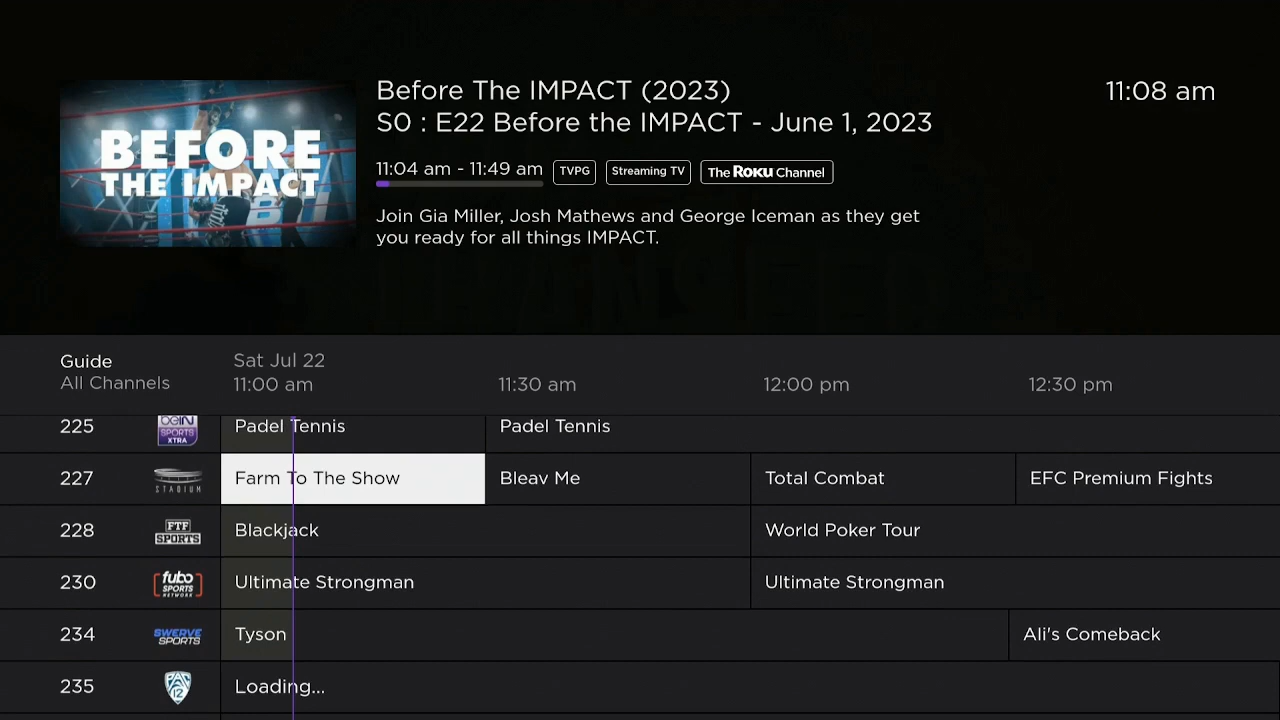 BEFORE
THE IMPACT
Before The IMPACT (2023)
11:08 am
S0 : E22 Before the IMPACT - June 1, 2023
11:04 am - 11:49 am TVPG Streaming TV The ROKU Channel
Join Gia Miller, Josh Mathews and George Iceman as they get
you ready for all things IMPACT.
Guide
All Channels
Sat Jul 22
11:00 am 11:30 am 12:00 pm 12:30 pm
225 beIN SPORTS XTRA Padel Tennis Padel Tennis
227 STADIUM Farm To The Show Bleav Me Total Combat EFC Premium Fights
228 FTF SPORTS Blackjack World Poker Tour
230 fubo SPORTS NETWORK Ultimate Strongman Ultimate Strongman
234 SWERVE SPORTS Tyson Ali's Comeback
235 PAC 12 Loading...